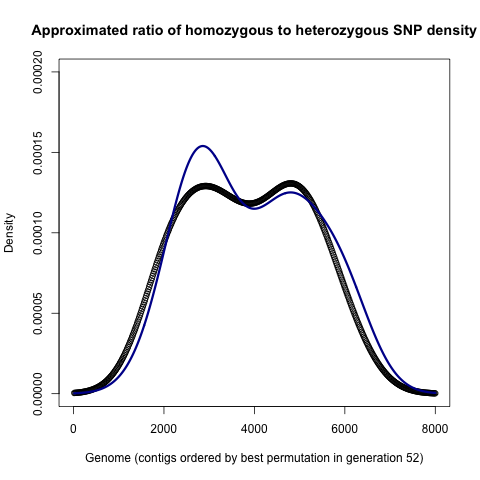 Approximated ratio of homozygous to heterozygous SNP density
0.00020
0.00015
0.00010
0.00005
0.00000
Density
0 2000 4000 6000 8000
Genome (contigs ordered by best permutation in generation 52)